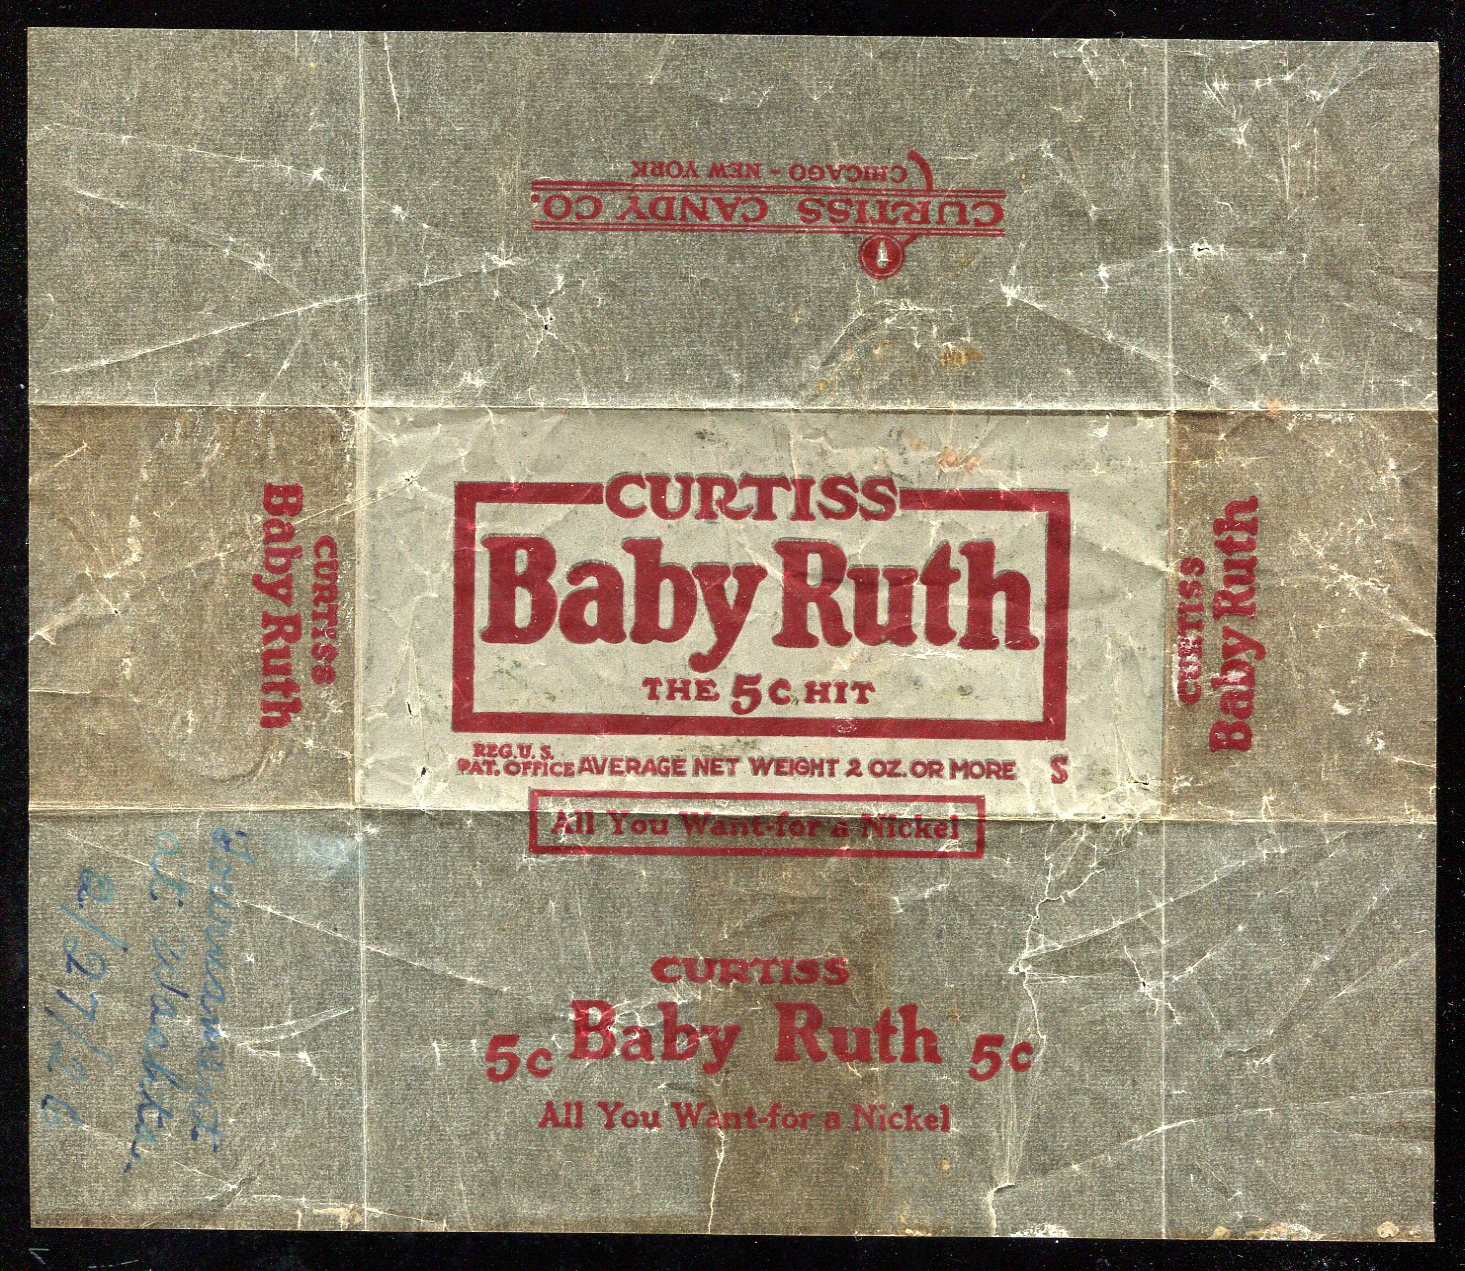 CURTISS CANDY CO.
CHICAGO - NEW YORK
CURTISS
Baby Ruth
CURTISS
Baby Ruth
THE 5c HIT
REG. U. S.
PAT. OFFICE AVERAGE NET WEIGHT 2 OZ. OR MORE S
All You Want-for a Nickel
CURTISS
Baby Ruth
CURTISS
5c Baby Ruth 5c
All You Want-for a Nickel
Tournament
at
2/27/26